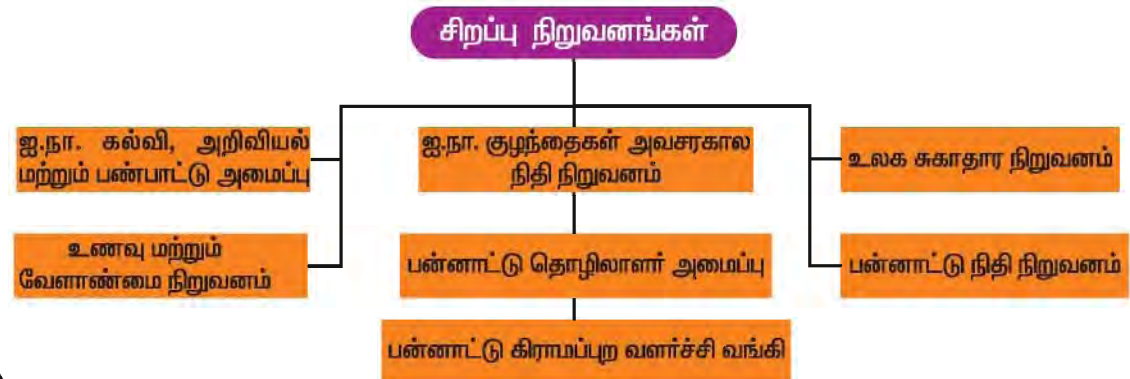 சிறப்பு நிறுவனங்கள்
ஐ.நா. கல்வி, அறிவியல்
மற்றும் பண்பாட்டு அமைப்பு
ஐ.நா. குழந்தைகள் அவசரகால
நிதி நிறுவனம்
உலக சுகாதார நிறுவனம்
உணவு மற்றும்
வேளாண்மை நிறுவனம்
பன்னாட்டு தொழிலாளர் அமைப்பு
பன்னாட்டு நிதி நிறுவனம்
பன்னாட்டு கிராமப்புற வளர்ச்சி வங்கி